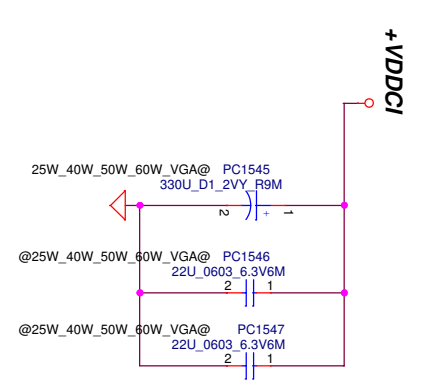 +VDDCI
25W_40W_50W_60W_VGA@ PC1545
330U_D1_2VY_R9M
2 + 1
@25W_40W_50W_60W_VGA@ PC1546
22U_0603_6.3V6M
2 1
@25W_40W_50W_60W_VGA@ PC1547
22U_0603_6.3V6M
2 1